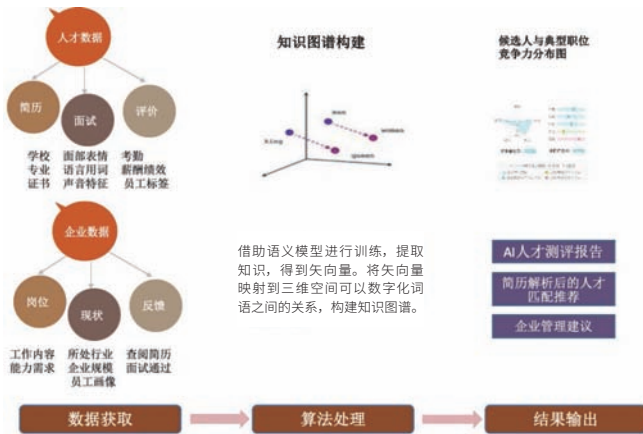 人才数据
简历
面试
评价
学校
专业
证书
面部表情
语言用词
声音特征
考勤
薪酬绩效
员工标签
企业数据
岗位
现状
反馈
工作内容
能力需求
所处行业
企业规模
员工画像
查阅简历
面试通过
数据获取
知识图谱构建
man
woman
king
queen
借助语义模型进行训练，提取
知识，得到矢量。将矢量
映射到三维空间可以数字化词
语之间的关系，构建知识图谱。
算法处理
候选人与典型职位
竞争力分布图
AI人才测评报告
简历解析后的人才
匹配推荐
企业管理建议
结果输出